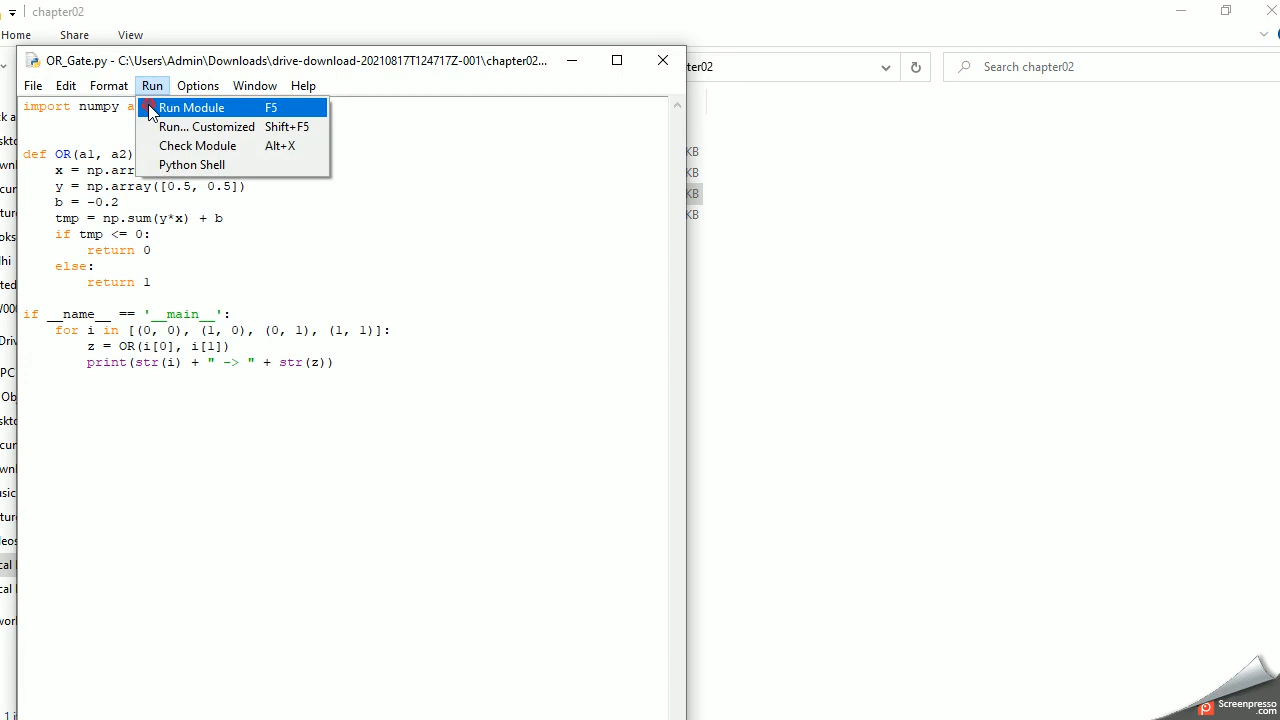 chapter02
Home Share View
OR_Gate.py - C:\Users\Admin\Downloads\drive-download-20210817T124717Z-001\chapter02...
ter02
Search chapter02
File Edit Format Run Options Window Help
import numpy a
Run Module F5
Run... Customized Shift+F5
Check Module Alt+X
Python Shell
KB
KB
KB
KB
def OR(a1, a2)
x = np.arr
y = np.array([0.5, 0.5])
b = -0.2
tmp = np.sum(y*x) + b
if tmp <= 0:
return 0
else:
return 1
if __name__ == '__main__':
for i in [(0, 0), (1, 0), (0, 1), (1, 1)]:
z = OR(i[0], i[1])
print(str(i) + " -> " + str(z))
PC
Screenpresso
.com